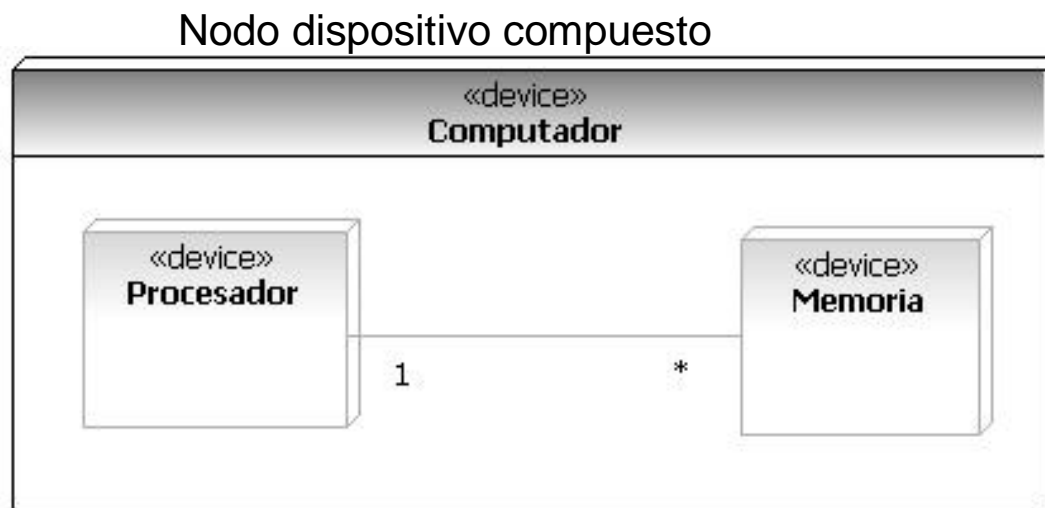 Nodo dispositivo compuesto
«device»
Computador
«device»
Procesador
«device»
Memoria
1
*